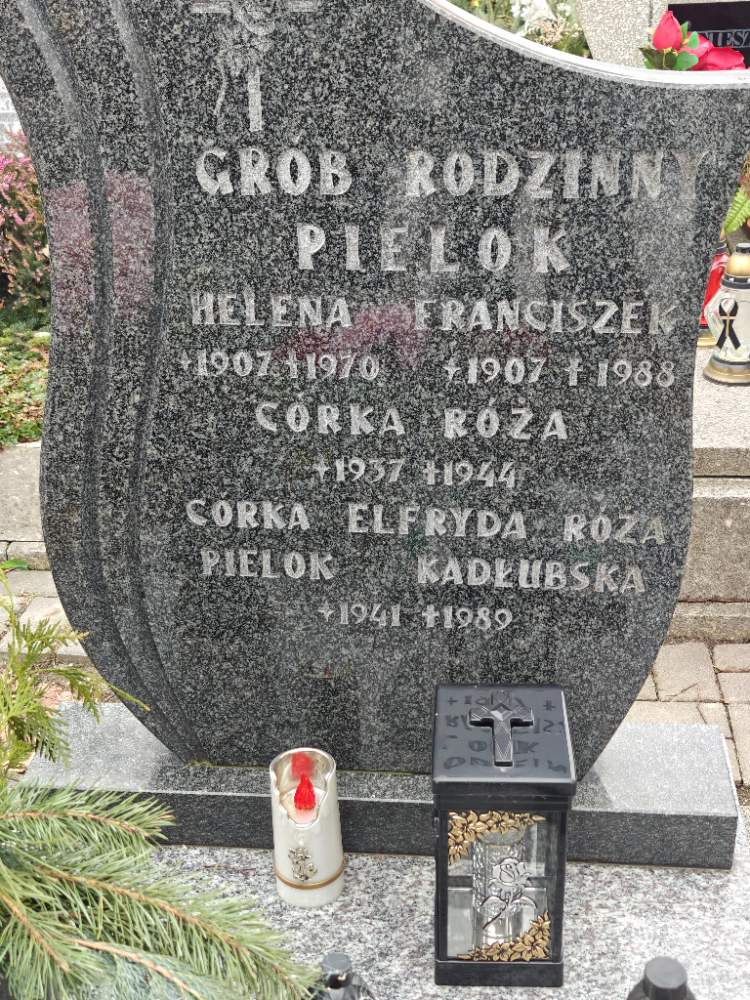 GRÓB RODZINNY
PIELOK
HELENA FRANCISZEK
+1907 +1970 +1907 +1988
CÓRKA RÓŻA
+1937 +1944
CÓRKA ELFRYDA RÓŻA
PIELOK KADŁUBSKA
+1941 +1989